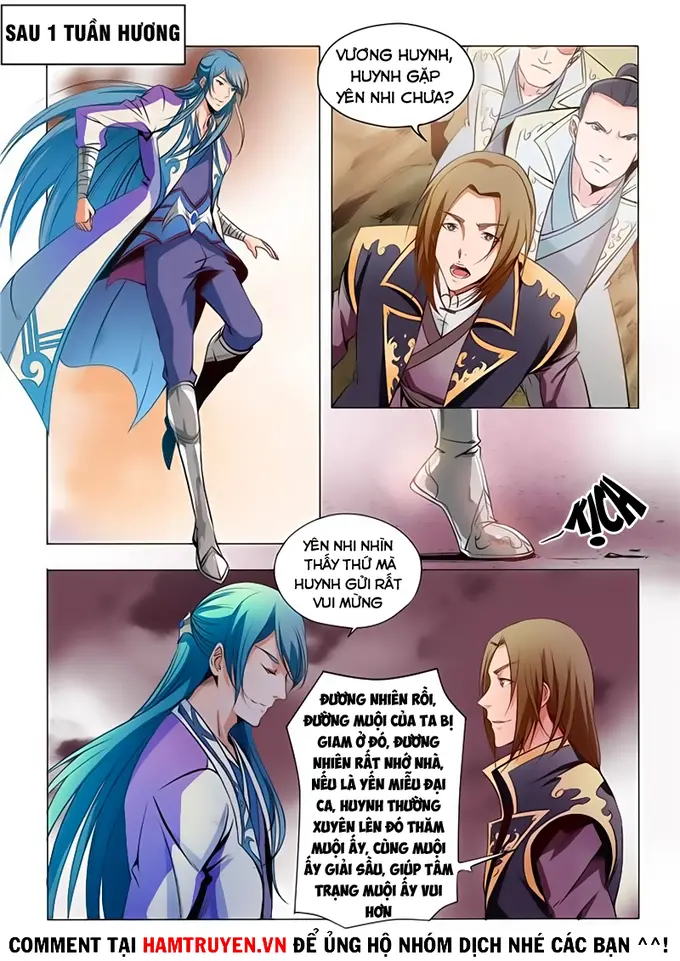 SAU 1 TUẦN HƯƠNG
VƯƠNG HUYNH,
HUYNH GẶP
YÊN NHI CHƯA?
KỊCH
YÊN NHI NHÌN
THẤY THỨ MÀ
HUYNH GỬI RẤT
VUI MỪNG
ĐƯƠNG NHIÊN RỒI,
ĐƯỜNG MUỘI CỦA TA BỊ
GIAM Ở ĐÓ, ĐƯƠNG
NHIÊN RẤT NHỚ NHÀ,
NẾU LÀ YẾN MIỄU ĐẠI
CA, HUYNH THƯỜNG
XUYÊN LÊN ĐÓ THĂM
MUỘI ẤY, CÙNG MUỘI
ẤY GIẢI SẦU, GIÚP TÂM
TRẠNG MUỘI ẤY VUI
HƠN
COMMENT TẠI HAMTRUYEN.VN ĐỂ ỦNG HỘ NHÓM DỊCH NHÉ CÁC BẠN ^^!